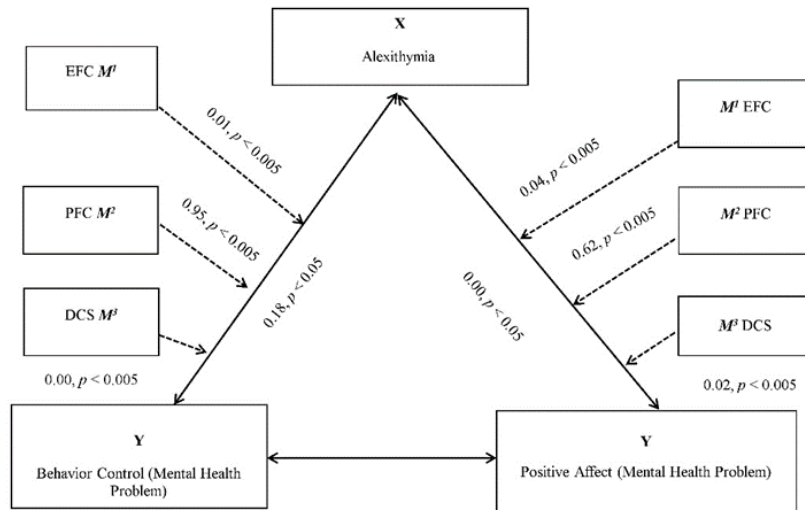 X
Alexithymia
EFC M¹
M¹ EFC
0.01, p < 0.005
0.04, p < 0.005
PFC M²
M² PFC
0.95, p < 0.005
0.62, p < 0.005
DCS M³
M³ DCS
0.18, p < 0.05
0.00, p < 0.05
0.00, p < 0.005
0.02, p < 0.005
Y
Behavior Control (Mental Health
Problem)
Y
Positive Affect (Mental Health Problem)